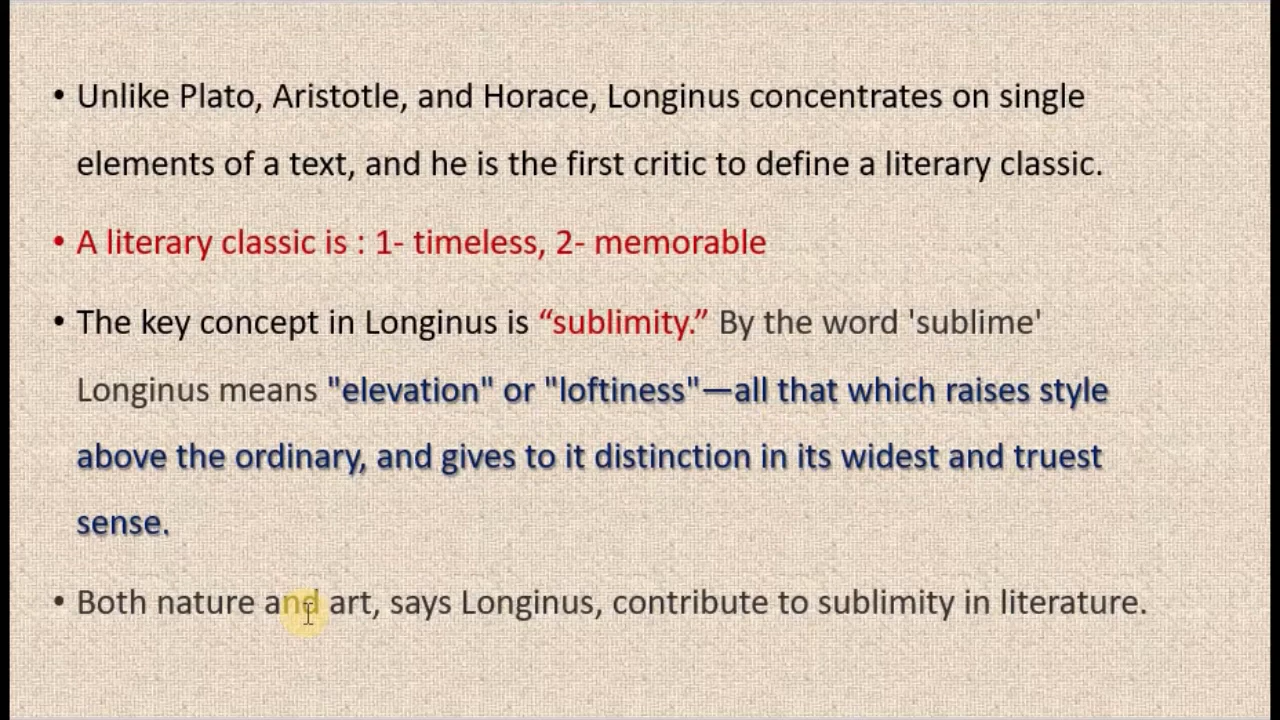 • Unlike Plato, Aristotle, and Horace, Longinus concentrates on single
elements of a text, and he is the first critic to define a literary classic.
• A literary classic is : 1- timeless, 2- memorable
• The key concept in Longinus is “sublimity.” By the word 'sublime'
Longinus means "elevation" or "loftiness"—all that which raises style
above the ordinary, and gives to it distinction in its widest and truest
sense.
• Both nature and art, says Longinus, contribute to sublimity in literature.